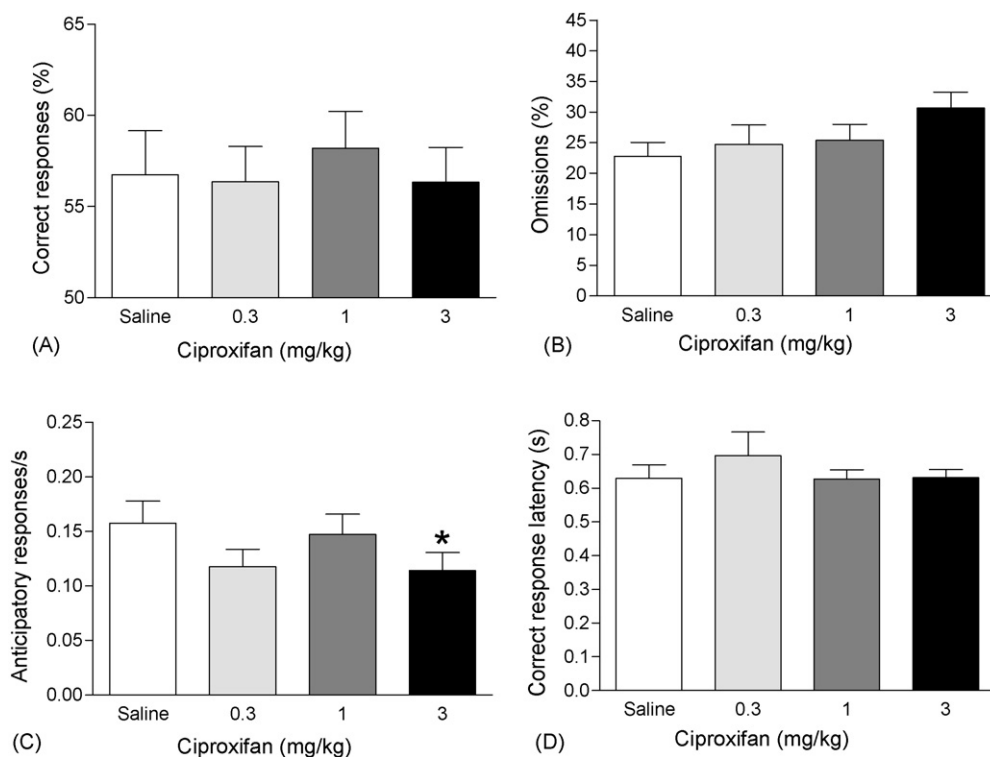 Correct responses (%)
65
60
55
50
Saline 0.3 1 3
(A) Ciproxifan (mg/kg)
Omissions (%)
45
40
35
30
25
20
15
10
5
0
Saline 0.3 1 3
(B) Ciproxifan (mg/kg)
Anticipatory responses/s
0.25
0.20
0.15
0.10
0.05
0.00
*
Saline 0.3 1 3
(C) Ciproxifan (mg/kg)
Correct response latency (s)
0.8
0.7
0.6
0.5
0.4
0.3
0.2
0.1
0.0
Saline 0.3 1 3
(D) Ciproxifan (mg/kg)